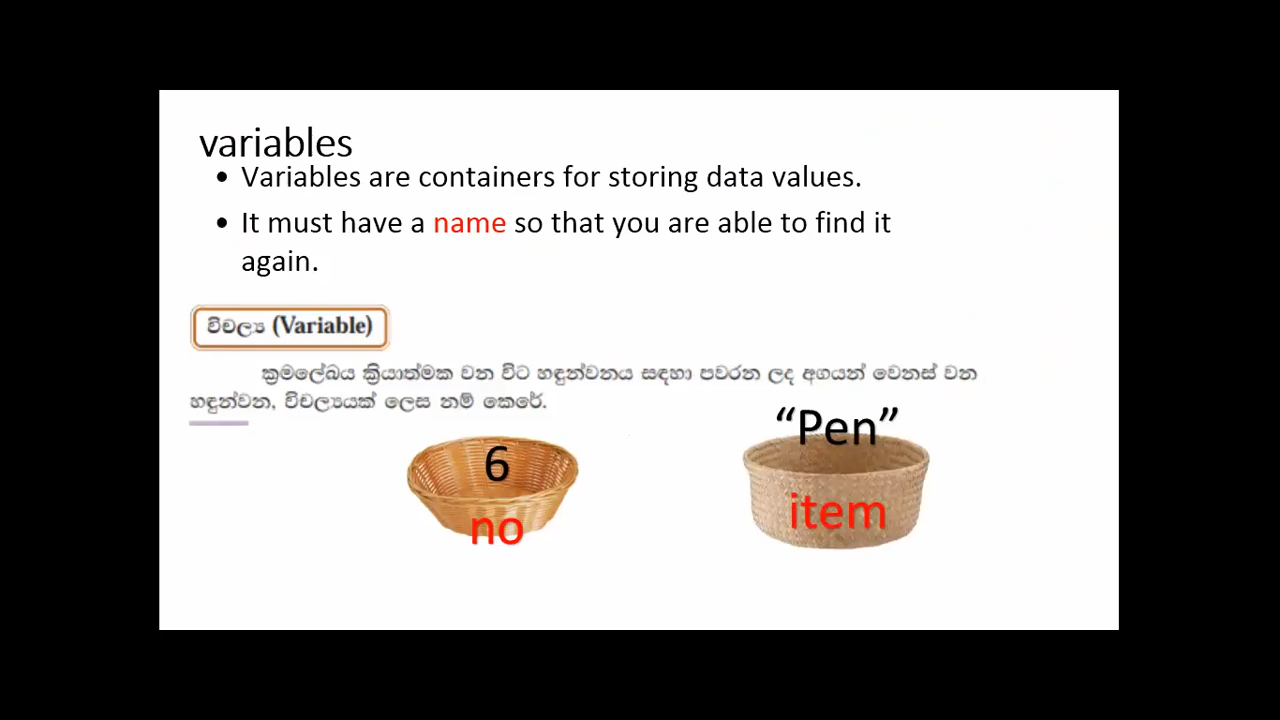 variables
• Variables are containers for storing data values.
• It must have a name so that you are able to find it
again.
විචල්‍ය (Variable)
ක්‍රමලේඛය ක්‍රියාත්මක වන විට හඳුන්වනය සඳහා පවරන ලද අගයන් වෙනස් වන
හඳුන්වන, විචල්‍යයක් ලෙස නම් කෙරේ.
6
no
“Pen”
item